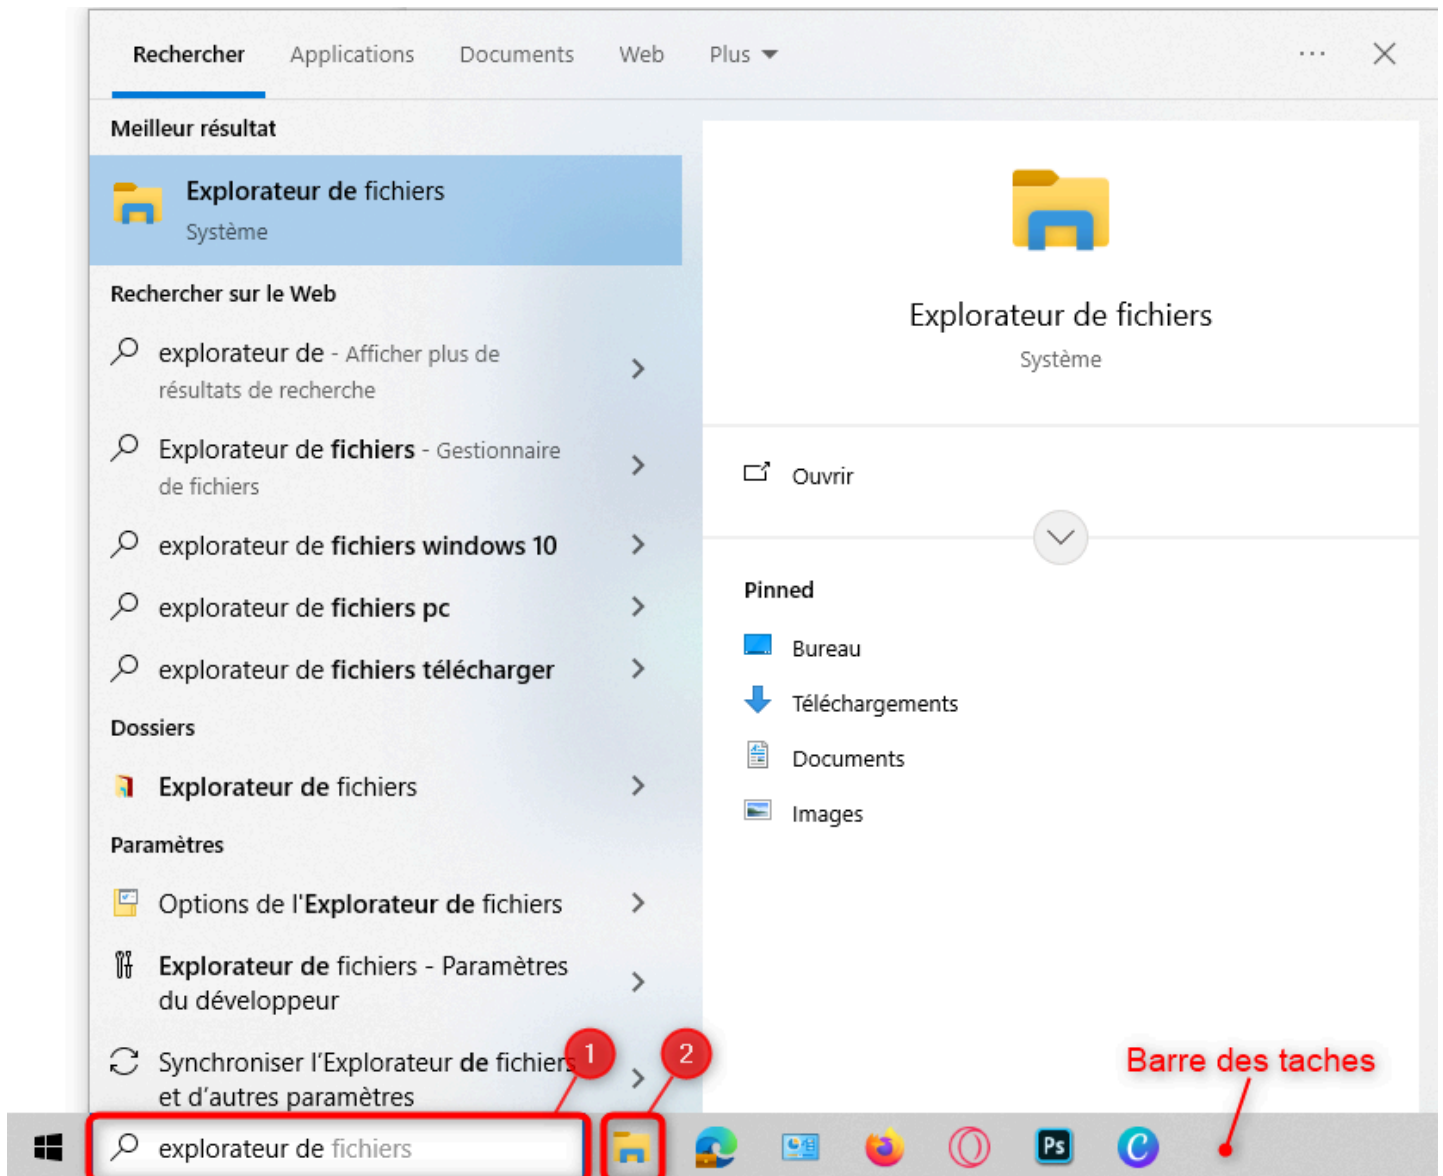 Rechercher Applications Documents Web Plus
Meilleur résultat
Explorateur de fichiers
Système
Rechercher sur le Web
explorateur de - Afficher plus de
résultats de recherche
Explorateur de fichiers - Gestionnaire
de fichiers
explorateur de fichiers windows 10
explorateur de fichiers pc
explorateur de fichiers télécharger
Dossiers
Explorateur de fichiers
Paramètres
Options de l'Explorateur de fichiers
Explorateur de fichiers - Paramètres
du développeur
Synchroniser l’Explorateur de fichiers
et d’autres paramètres
Explorateur de fichiers
Système
Ouvrir
Pinned
Bureau
Téléchargements
Documents
Images
1
2
Barre des taches
explorateur de fichiers
Ps
C